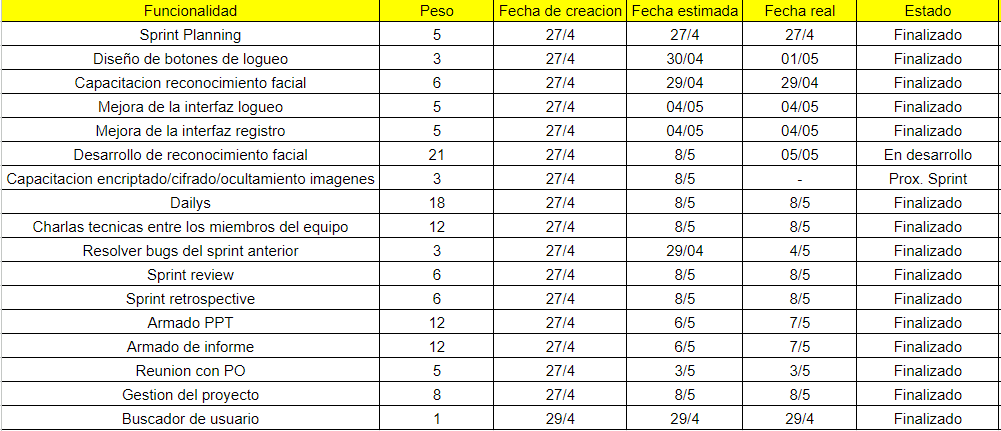 Funcionalidad Peso Fecha de creacion Fecha estimada Fecha real Estado
Sprint Planning 5 27/4 27/4 27/4 Finalizado
Diseño de botones de logueo 3 27/4 30/04 01/05 Finalizado
Capacitacion reconocimiento facial 6 27/4 29/04 29/04 Finalizado
Mejora de la interfaz logueo 5 27/4 04/05 04/05 Finalizado
Mejora de la interfaz registro 5 27/4 04/05 04/05 Finalizado
Desarrollo de reconocimiento facial 21 27/4 8/5 05/05 En desarrollo
Capacitacion encriptado/cifrado/ocultamiento imagenes 3 27/4 8/5 - Prox. Sprint
Dailys 18 27/4 8/5 8/5 Finalizado
Charlas tecnicas entre los miembros del equipo 12 27/4 8/5 8/5 Finalizado
Resolver bugs del sprint anterior 3 27/4 29/04 4/5 Finalizado
Sprint review 6 27/4 8/5 8/5 Finalizado
Sprint retrospective 6 27/4 8/5 8/5 Finalizado
Armado PPT 12 27/4 6/5 7/5 Finalizado
Armado de informe 12 27/4 6/5 7/5 Finalizado
Reunion con PO 5 27/4 3/5 3/5 Finalizado
Gestion del proyecto 8 27/4 8/5 8/5 Finalizado
Buscador de usuario 1 29/4 29/4 29/4 Finalizado